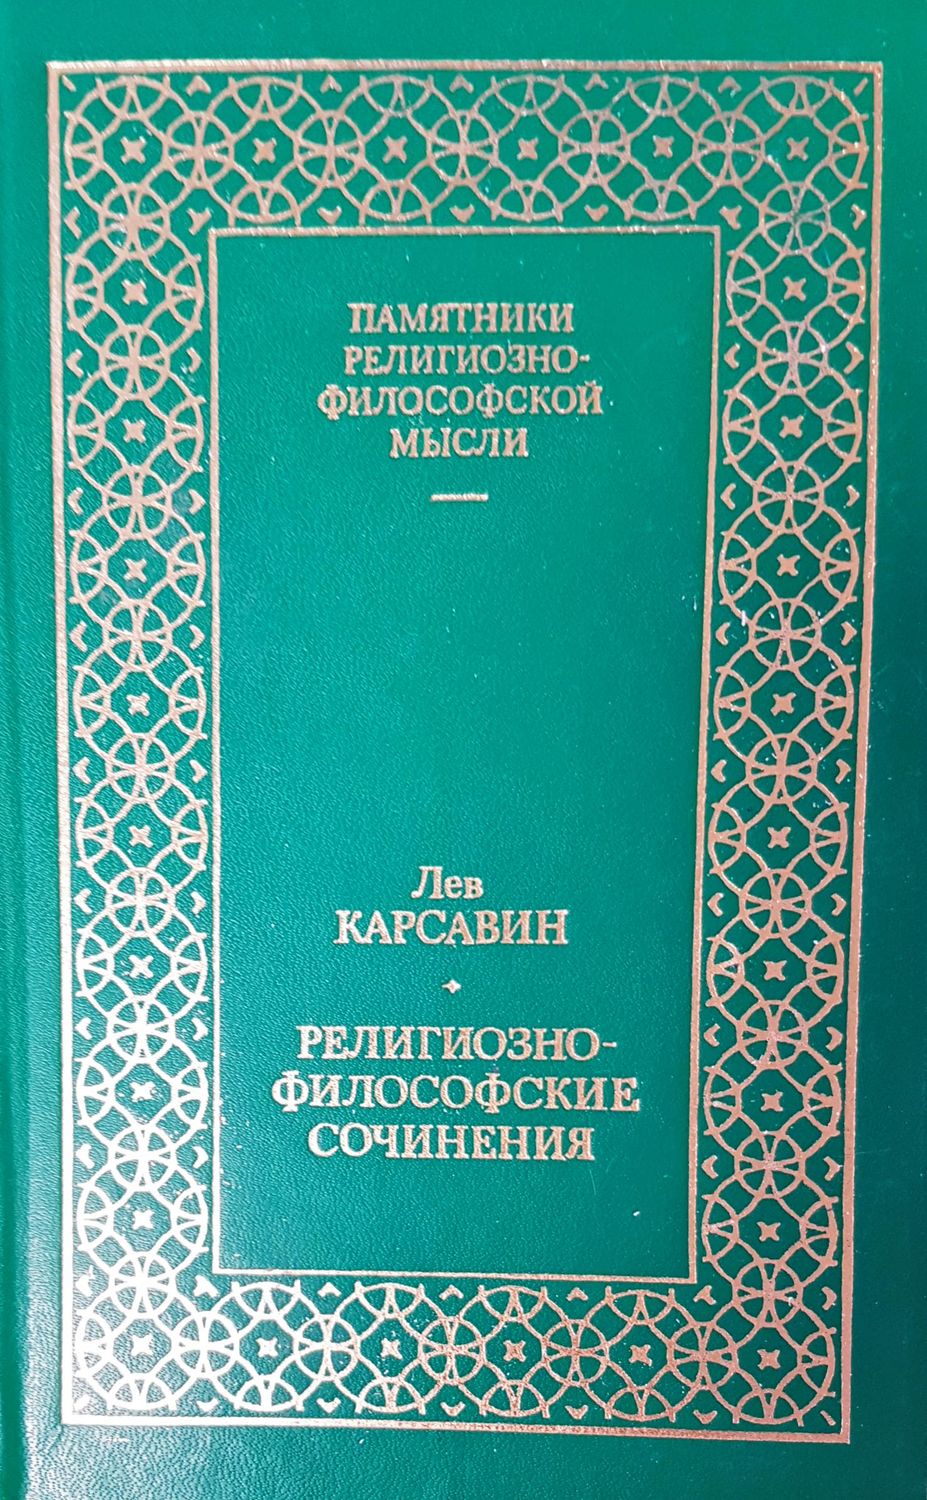 ПАМЯТНИКИ
РЕЛИГИОЗНО-
ФИЛОСОФСКОЙ
МЫСЛИ
Лев
КАРСАВИН
РЕЛИГИОЗНО-
ФИЛОСОФСКИЕ
СОЧИНЕНИЯ